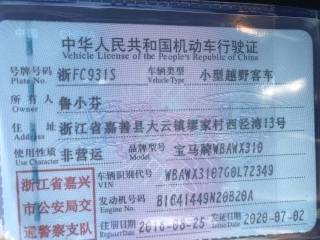 中华人民共和国机动车行驶证
Vehicle License of the People's Republic of China
号牌号码 浙FC931S 车辆类型 小型越野客车
Plate No. Vehicle Type
所有人 鲁小芬
Owner
住址 浙江省嘉善县大云镇缪家村西泾湾13号
Address
使用性质 非营运 品牌型号 宝马牌WBAWX310
Use Character Model
浙江省嘉兴
市公安局交
通警察支队
车辆识别代号 WBAWX3107G0L72349
VIN
发动机号码 B1641449N20B20A
Engine No.
注册日期 2016-06-25 发证日期 2020-07-02
Register Date Issue Date